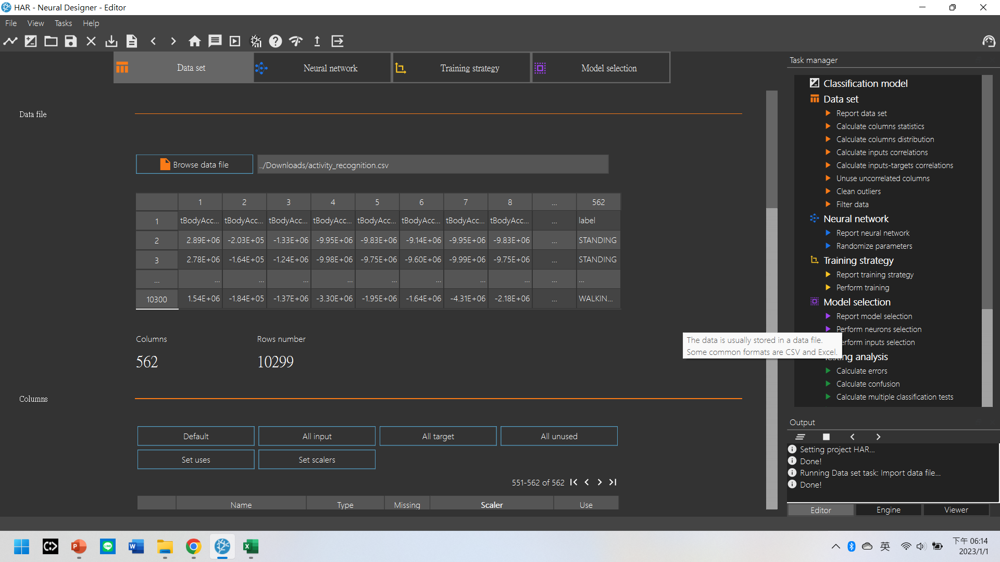 HAR - Neural Designer - Editor
File View Tasks Help
Data set Neural network Training strategy Model selection
Data file
Browse data file ../Downloads/activity_recognition.csv
1 2 3 4 5 6 7 8 ... 562
1 tBodyAcc... tBodyAcc... tBodyAcc... tBodyAcc... tBodyAcc... tBodyAcc... tBodyAcc... tBodyAcc... ... label
2 2.89E+06 -2.03E+05 -1.33E+06 -9.95E+06 -9.83E+06 -9.14E+06 -9.95E+06 -9.83E+06 ... STANDING
3 2.78E+06 -1.64E+05 -1.24E+06 -9.98E+06 -9.75E+06 -9.60E+06 -9.99E+06 -9.75E+06 ... STANDING
... ... ... ... ... ... ... ... ... ... ...
10300 1.54E+06 -1.84E+05 -1.37E+06 -3.30E+06 -1.95E+06 -1.64E+06 -4.31E+06 -2.18E+06 ... WALKIN...
Columns Rows number
562 10299
Columns
Default All input All target All unused
Set uses Set scalers
551-562 of 562
Name Type Missing Scaler Use
Task manager
Classification model
Data set
Report data set
Calculate columns statistics
Calculate columns distribution
Calculate inputs correlations
Calculate inputs-targets correlations
Unuse uncorrelated columns
Clean outliers
Filter data
Neural network
Report neural network
Randomize parameters
Training strategy
Report training strategy
Perform training
Model selection
Report model selection
Perform neurons selection
erform inputs selection
The data is usually stored in a data file.
Some common formats are CSV and Excel.
ing analysis
Calculate errors
Calculate confusion
Calculate multiple classification tests
Output
Setting project HAR...
Done!
Running Data set task: Import data file...
Done!
Editor Engine Viewer
英
下午 06:14
2023/1/1